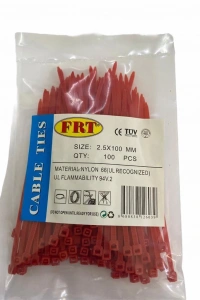 CABLE TIES
FRT
CE TÜV
SIZE: 2.5X100 MM
QTY: 100 PCS
MATERIAL-NYLON 66(UL RECOGNIZED)
UL FLAMMABILITY 94V.2